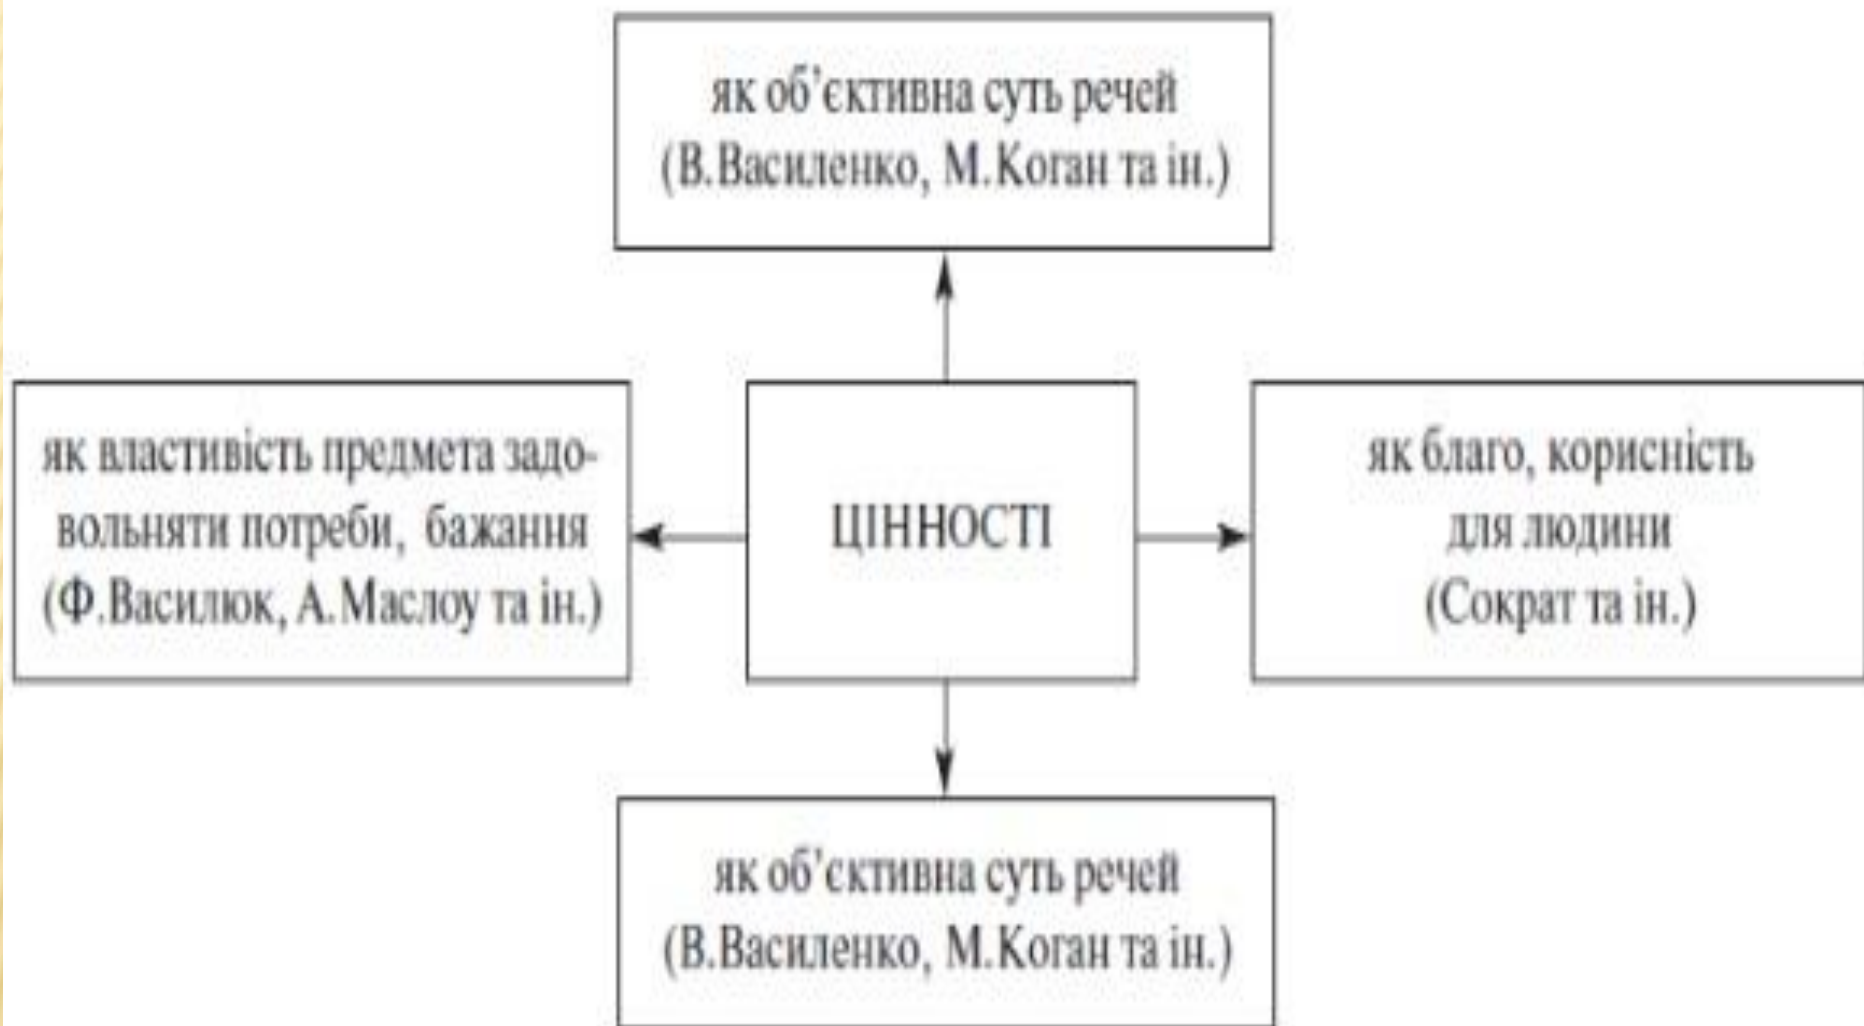 як об’єктивна суть речей
(В.Василенко, М.Коган та ін.)
як властивість предмета задо-
вольняти потреби, бажання
(Ф.Василюк, А.Маслоу та ін.)
ЦІННОСТІ
як благо, корисність
для людини
(Сократ та ін.)
як об’єктивна суть речей
(В.Василенко, М.Коган та ін.)